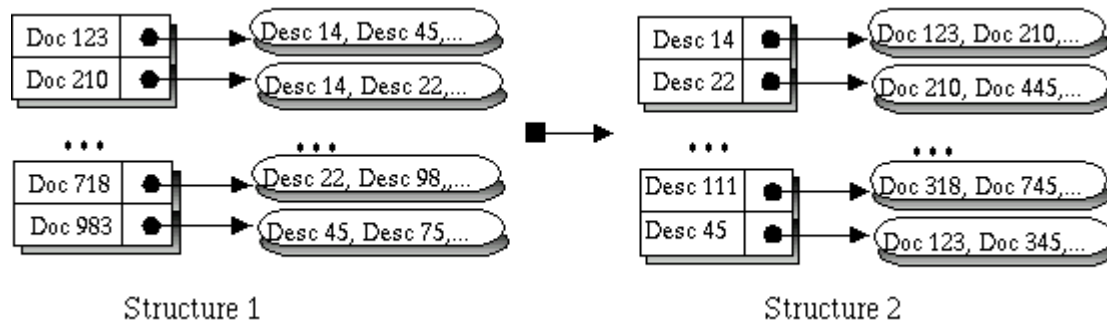 Doc 123
Desc 14, Desc 45,...
Doc 210
Desc 14, Desc 22,...
...
...
Doc 718
Desc 22, Desc 98,,...
Doc 983
Desc 45, Desc 75,...
Structure 1
Desc 14
Doc 123, Doc 210,...
Desc 22
Doc 210, Doc 445,...
...
...
Desc 111
Doc 318, Doc 745,...
Desc 45
Doc 123, Doc 345,...
Structure 2